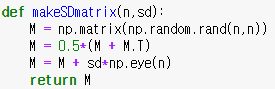 def makeSDmatrix(n,sd):
    M = np.matrix(np.random.rand(n,n))
    M = 0.5*(M + M.T)
    M = M + sd*np.eye(n)
    return M